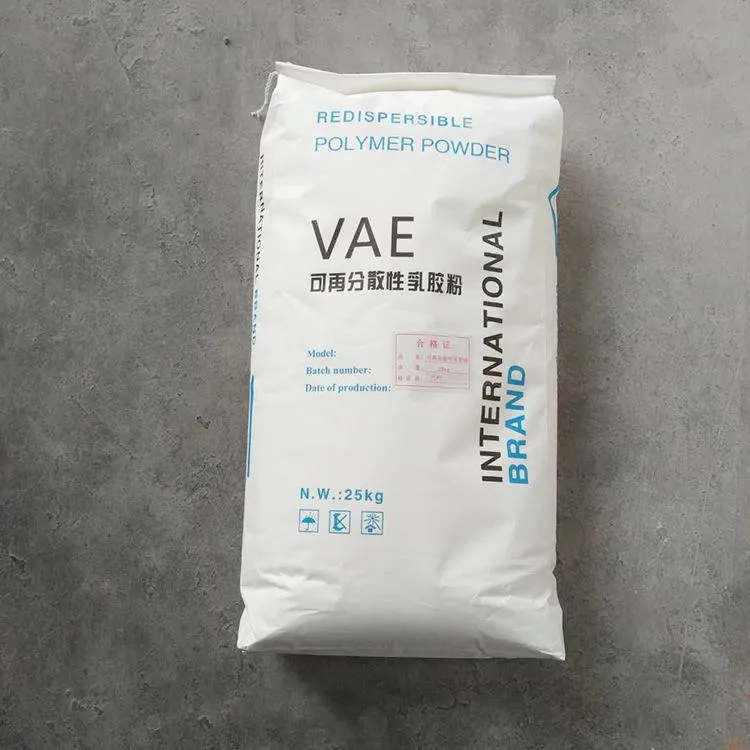 REDISPERSIBLE
POLYMER POWDER
VAE
可再分散性乳胶粉
INTERNATIONAL
BRAND
INTERNATIONAL BRAND
Model:
Batch number:
Date of production:
合格证
25kg
N.W.:25kg